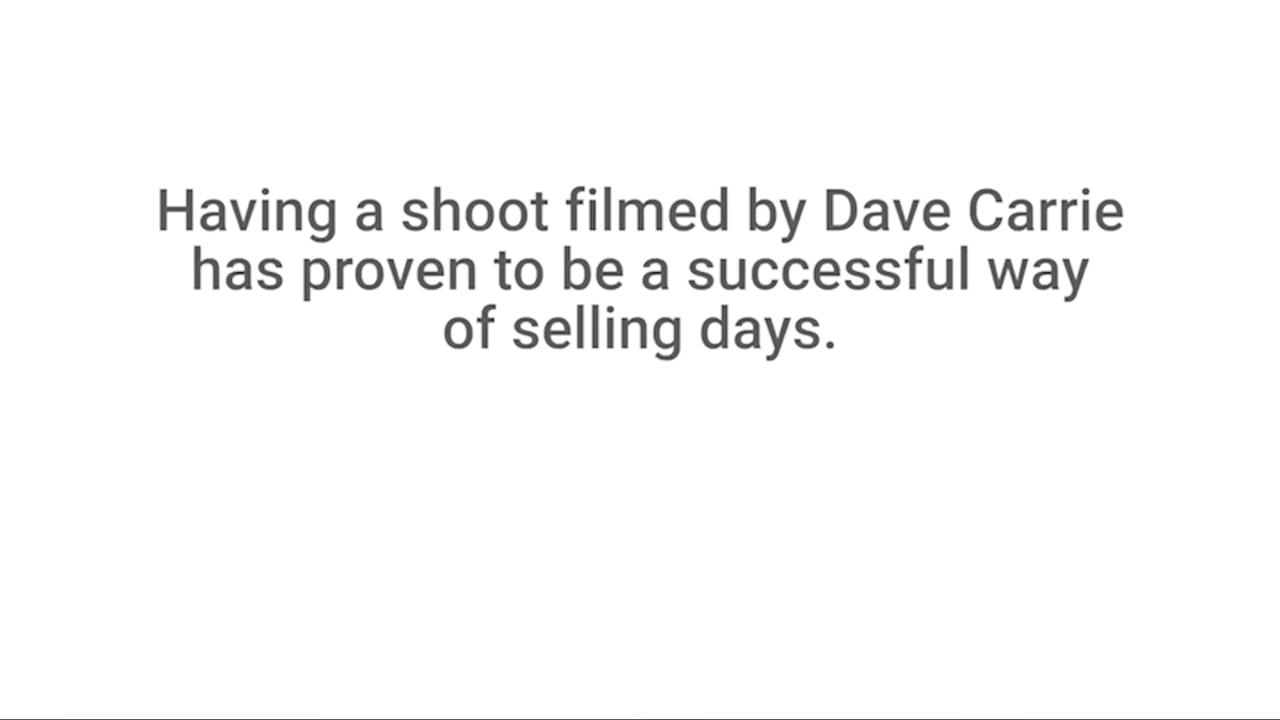 Having a shoot filmed by Dave Carrie
has proven to be a successful way
of selling days.